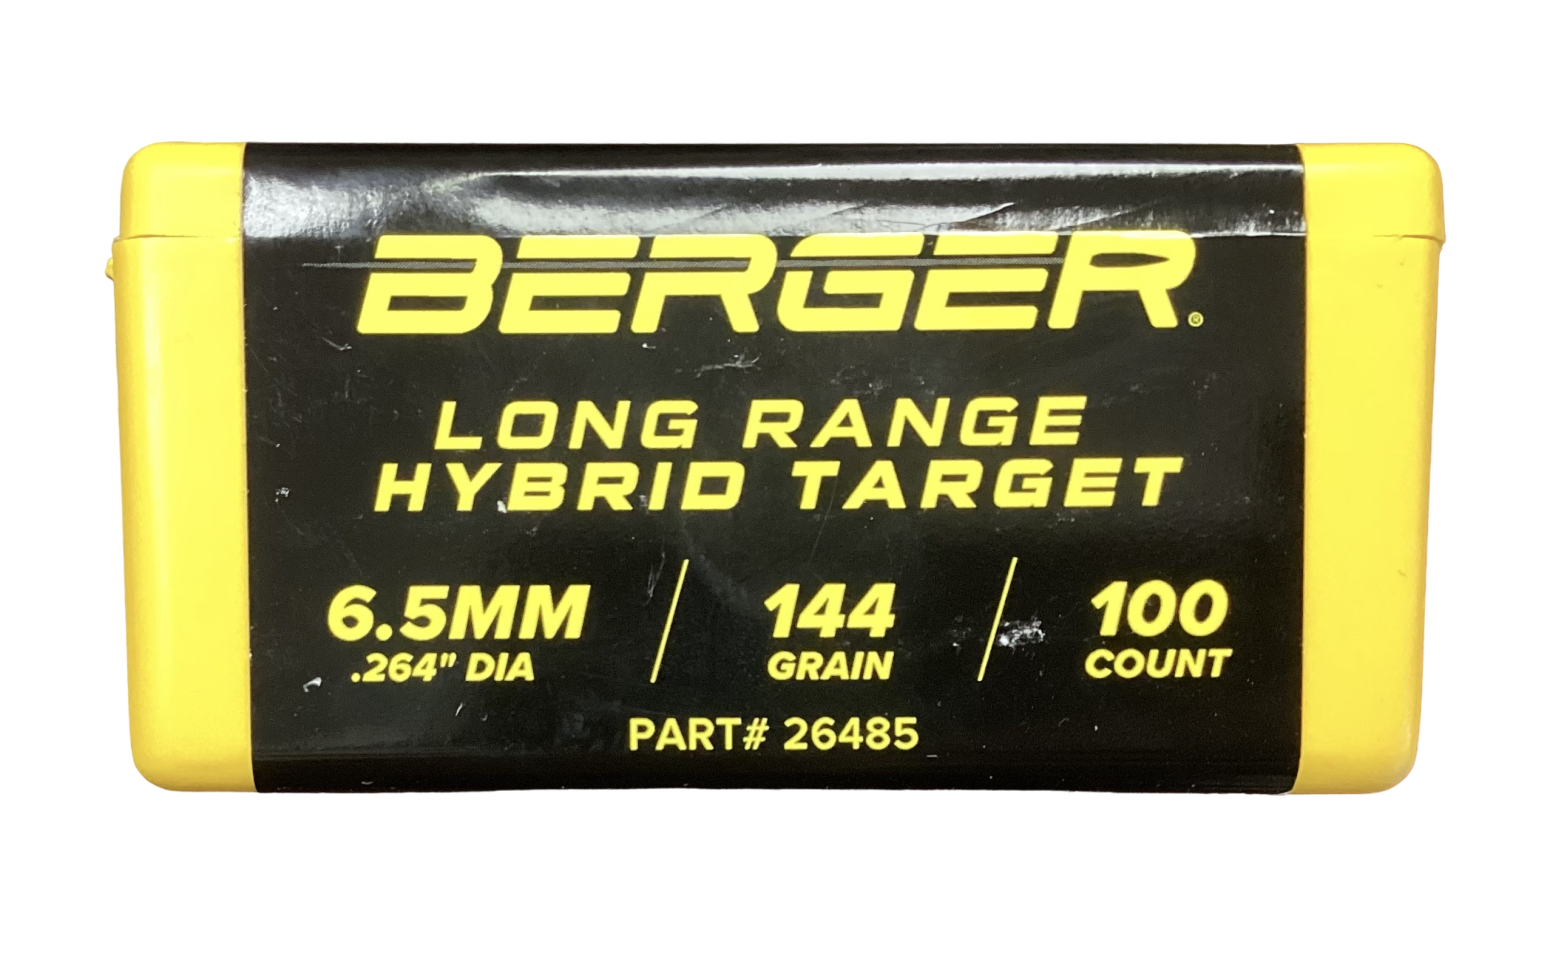 BERGER®
LONG RANGE
HYBRID TARGET
6.5MM / 144 / 100
.264" DIA GRAIN COUNT
PART# 26485